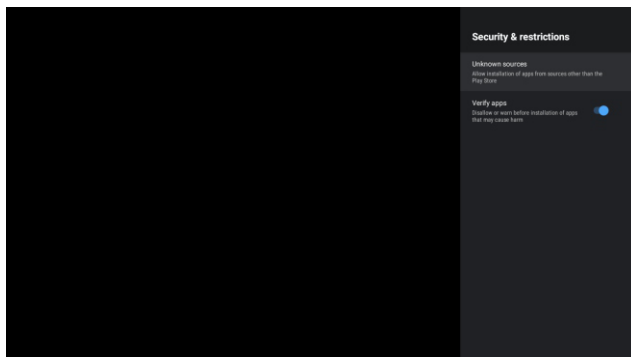 Security & restrictions
Unknown sources
Allow installation of apps from sources other than the
Play Store
Verify apps
Disallow or warn before installation of apps
that may cause harm